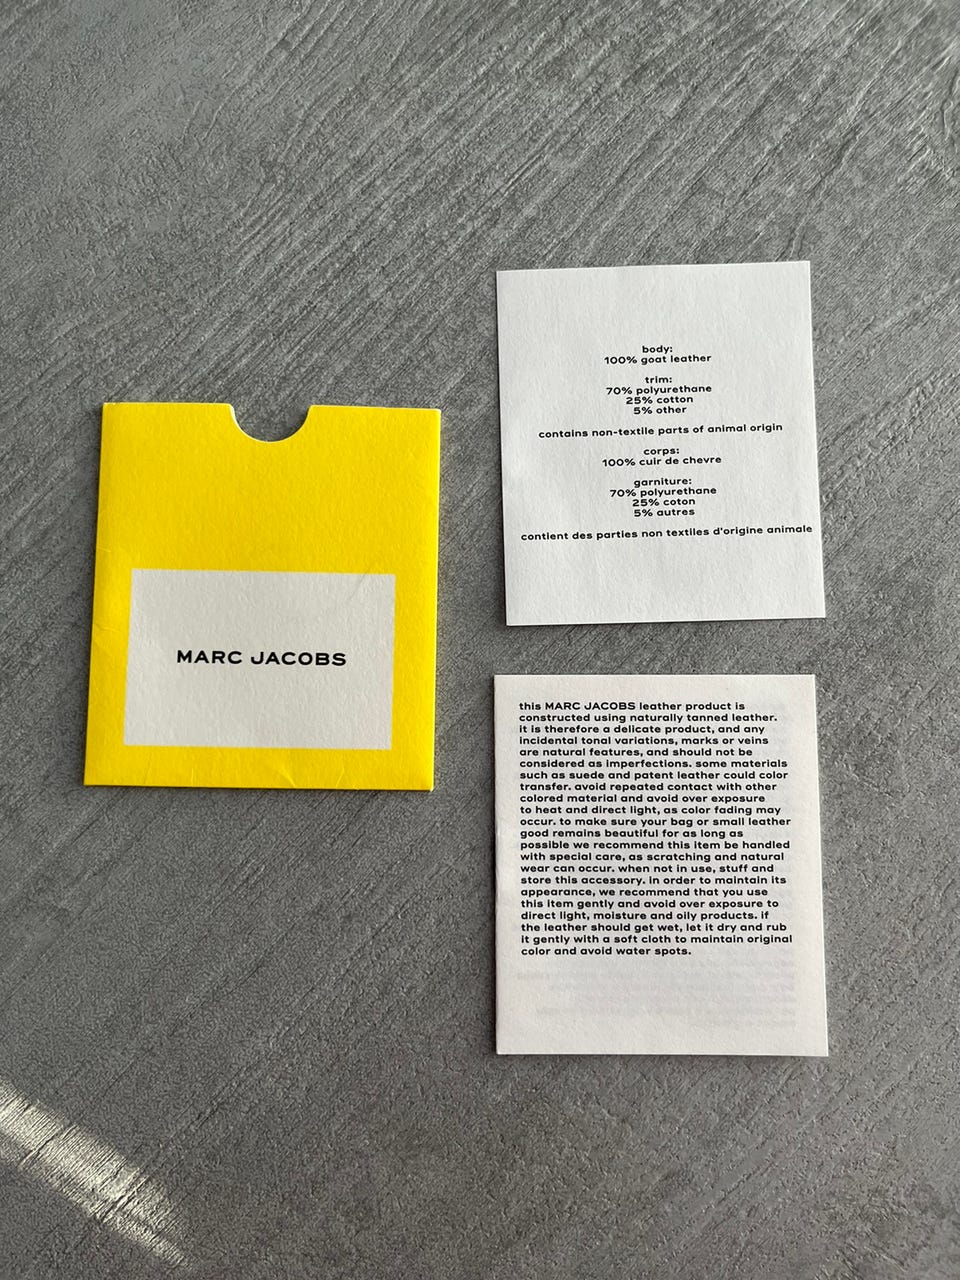 MARC JACOBS
body:
100% goat leather
trim:
70% polyurethane
25% cotton
5% other
contains non-textile parts of animal origin
corps:
100% cuir de chevre
garniture:
70% polyurethane
25% coton
5% autres
contient des parties non textiles d'origine animale
this MARC JACOBS leather product is
constructed using naturally tanned leather.
it is therefore a delicate product, and any
incidental tonal variations, marks or veins
are natural features, and should not be
considered as imperfections. some materials
such as suede and patent leather could color
transfer. avoid repeated contact with other
colored material and avoid over exposure
to heat and direct light, as color fading may
occur. to make sure your bag or small leather
good remains beautiful for as long as
possible we recommend this item be handled
with special care, as scratching and natural
wear can occur. when not in use, stuff and
store this accessory. in order to maintain its
appearance, we recommend that you use
this item gently and avoid over exposure to
direct light, moisture and oily products. if
the leather should get wet, let it dry and rub
it gently with a soft cloth to maintain original
color and avoid water spots.